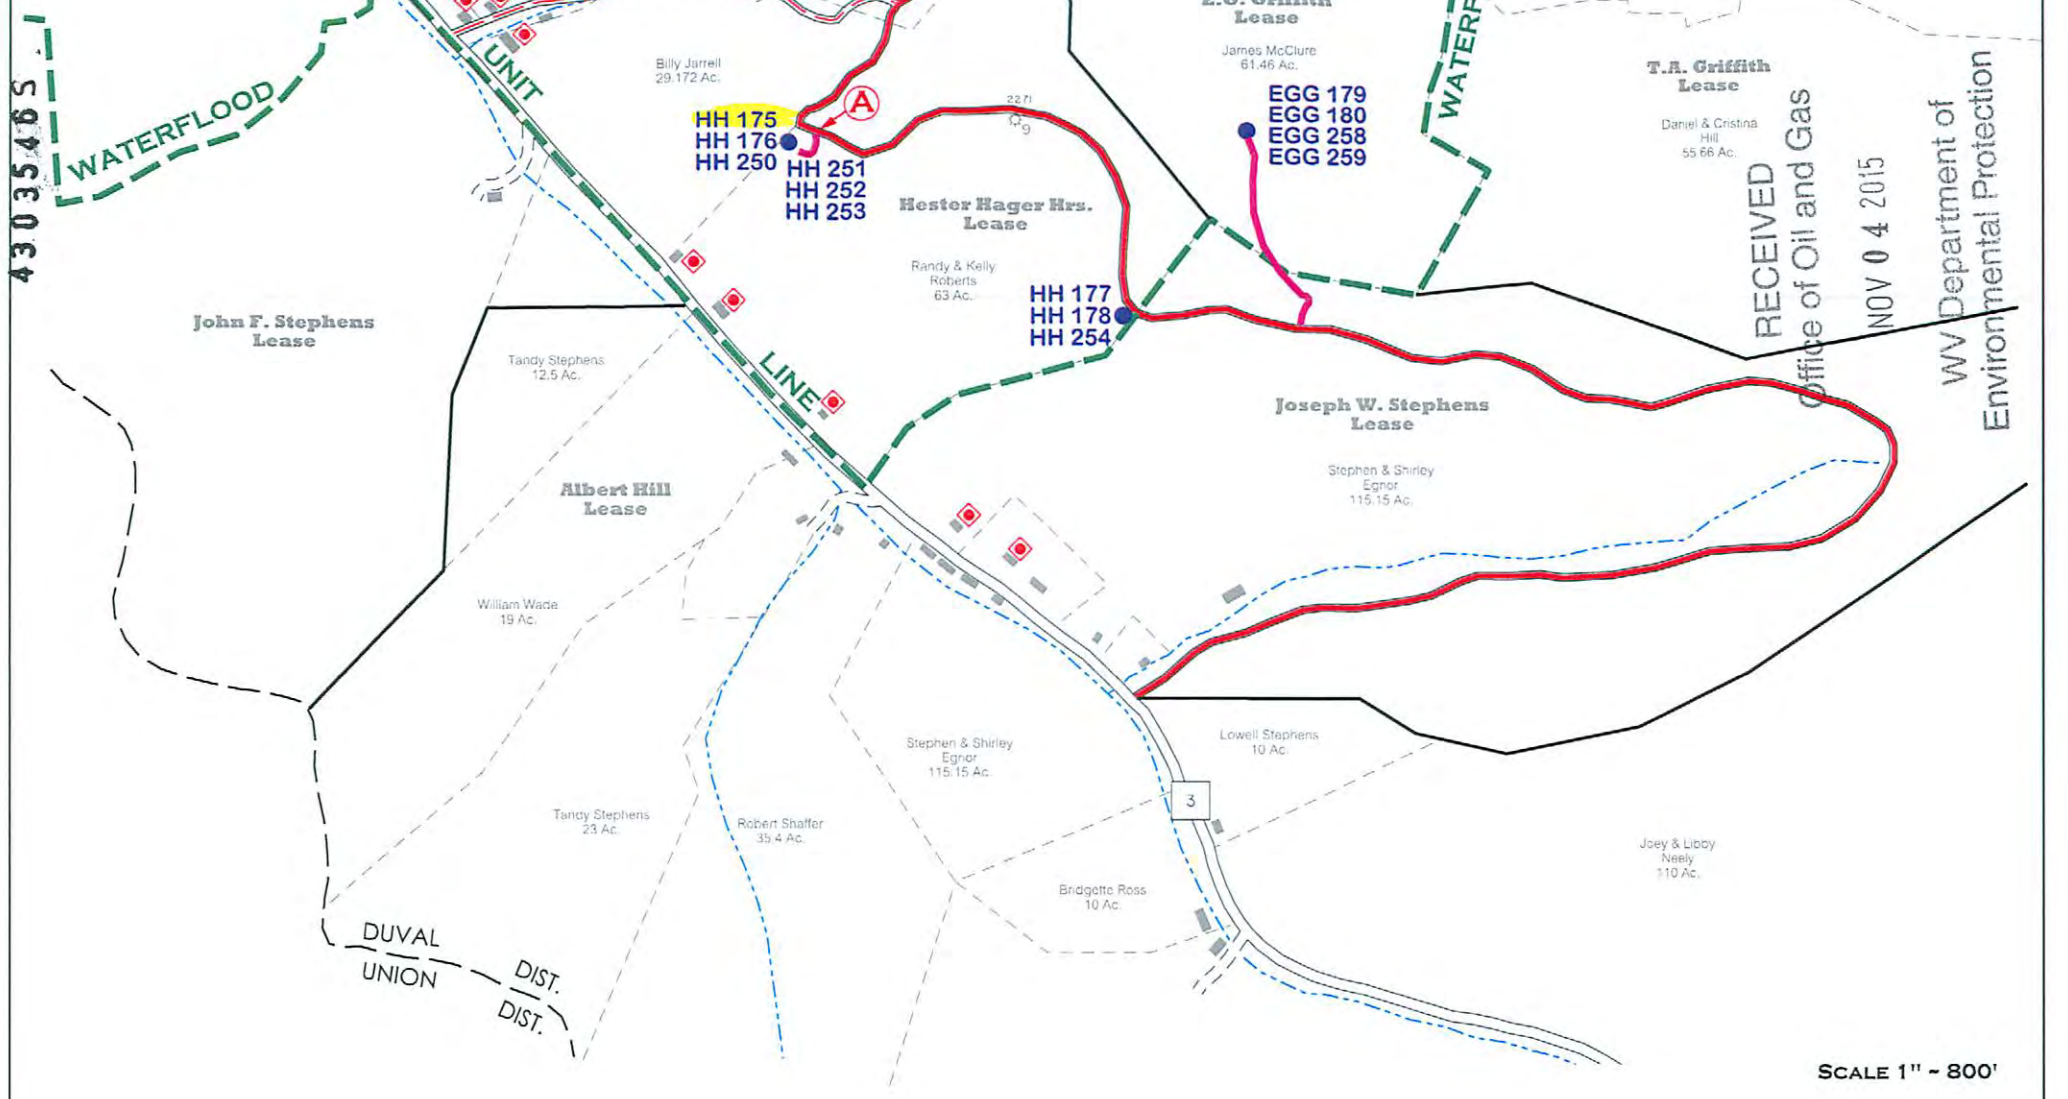 Lease
James McClure
61.46 Ac.
Billy Jarrell
29.172 Ac.
UNIT
WATERFLOOD
4303546S
HH 175
HH 176
HH 250
A
HH 251
HH 252
HH 253
2271
9
EGG 179
EGG 180
EGG 258
EGG 259
T.A. Griffith
Lease
Daniel & Cristina
Hill
55.66 Ac.
RECEIVED
Office of Oil and Gas
NOV 04 2015
WV Department of
Environmental Protection
Hester Hager Hrs.
Lease
Randy & Kelly
Roberts
63 Ac.
HH 177
HH 178
HH 254
John F. Stephens
Lease
Tandy Stephens
12.5 Ac.
LINE
Joseph W. Stephens
Lease
Stephen & Shirley
Egnor
115.15 Ac.
Albert Hill
Lease
William Wade
19 Ac.
Stephen & Shirley
Egnor
115.15 Ac.
Lowell Stephens
10 Ac.
3
Tandy Stephens
23 Ac.
Robert Shaffer
35.4 Ac.
Joey & Libby
Neely
110 Ac.
Bridgette Ross
10 Ac.
DUVAL DIST.
UNION DIST.
SCALE 1" ~ 800'